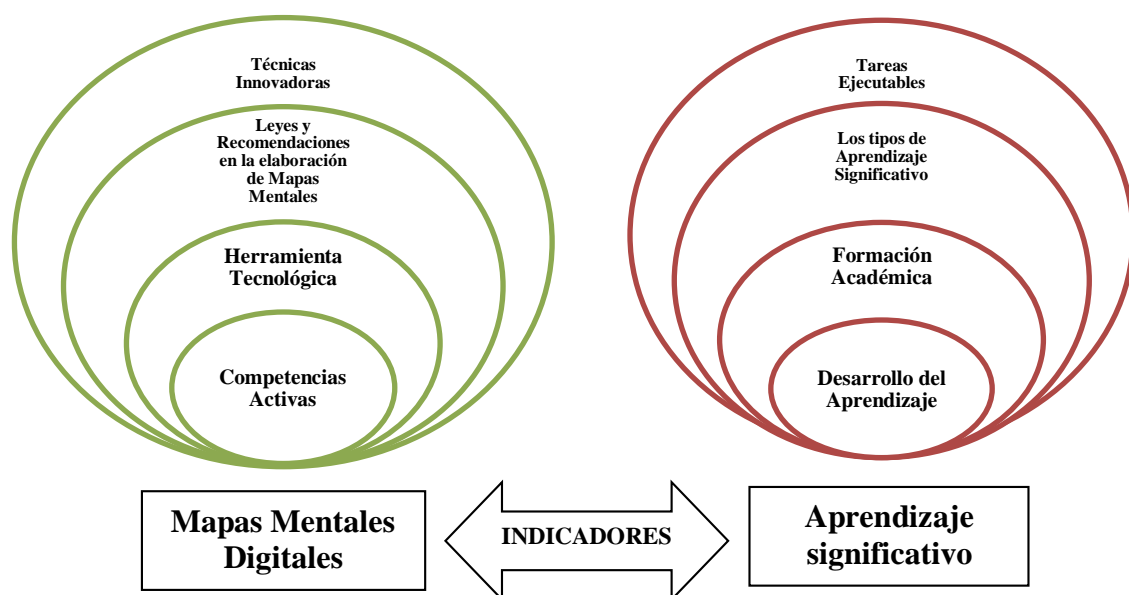 Técnicas
Innovadoras
Leyes y
Recomendaciones
en la elaboración
de Mapas
Mentales
Herramienta
Tecnológica
Competencias
Activas
Tareas
Ejecutables
Los tipos de
Aprendizaje
Significativo
Formación
Académica
Desarrollo del
Aprendizaje
Mapas Mentales
Digitales
INDICADORES
Aprendizaje
significativo